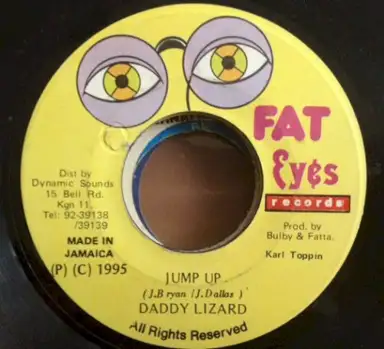 FAT
Eyes
records
Dist by
Dynamic Sounds
15 Bell Rd.
Kgn 11.
Tel: 92-39138
/39139
MADE IN
JAMAICA
(P) (C) 1995
Prod. by
Bulby & Fatta.
Karl Toppin
JUMP UP
(J.Bryan /J.Dallas )
DADDY LIZARD
All Rights Reserved